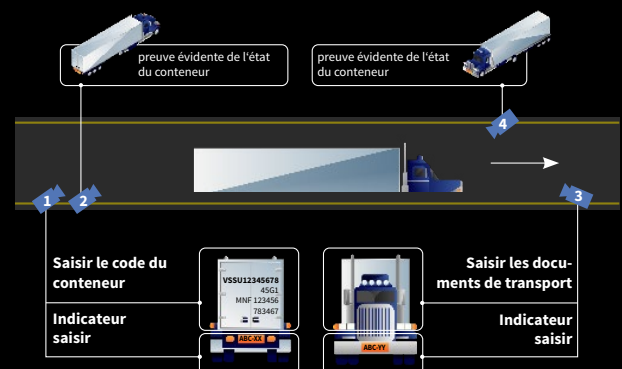 preuve évidente de l'état
du conteneur
preuve évidente de l'état
du conteneur
4
1
2
3
Saisir le code du
conteneur
Indicateur
saisir
VSSU12345678
45G1
MNF 123456
783467
ABC-XX
ABC-YY
Saisir les docu-
ments de transport
Indicateur
saisir